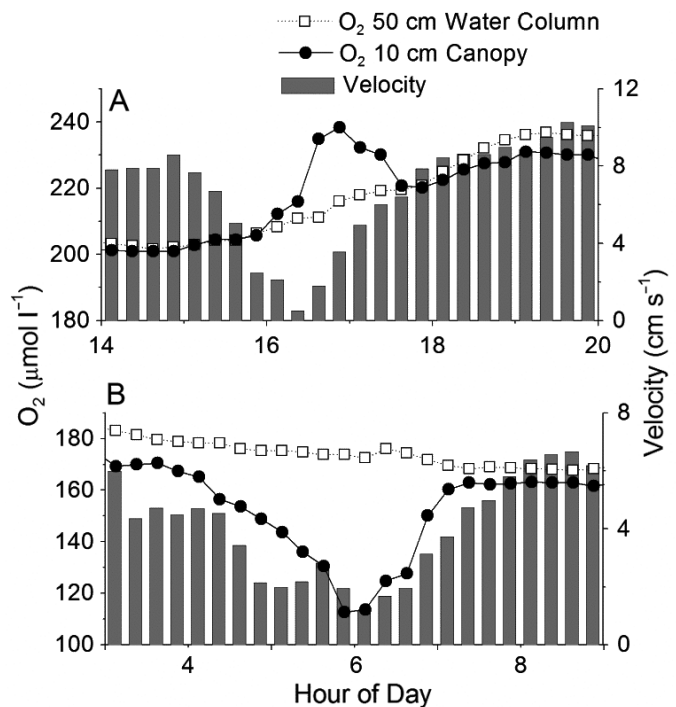 O₂ 50 cm Water Column
O₂ 10 cm Canopy
Velocity
A
240
220
200
180
12
8
4
0
14 16 18 20
B
180
160
140
120
100
8
4
0
4 6 8
O₂ (μmol l⁻¹)
Velocity (cm s⁻¹)
Hour of Day